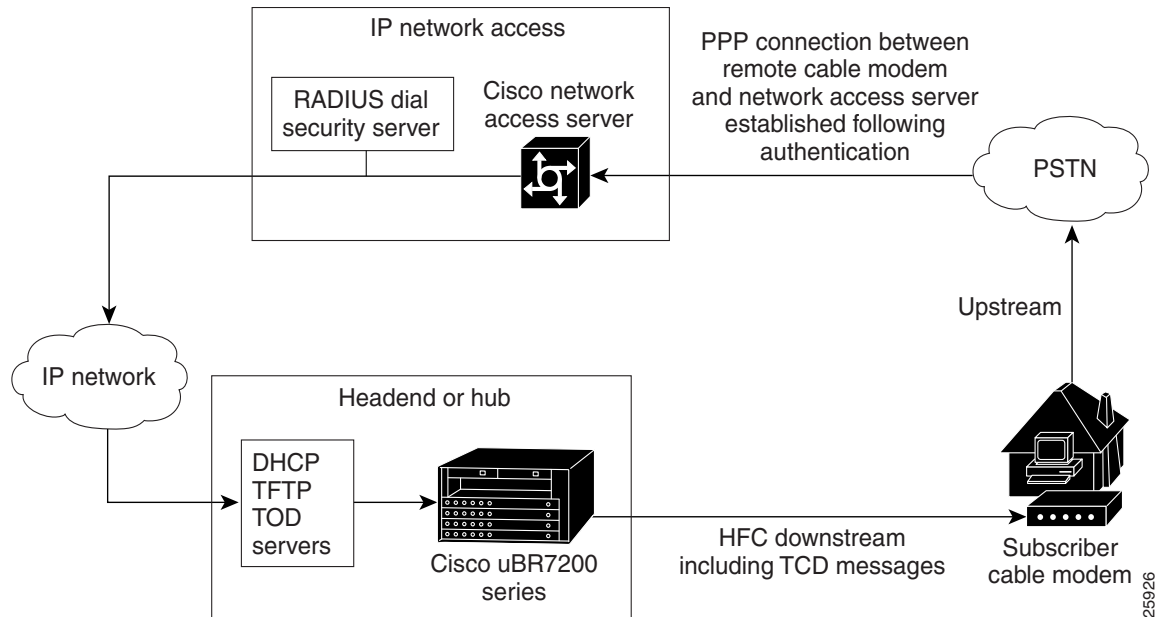 IP network access
RADIUS dial
security server
Cisco network
access server
PPP connection between
remote cable modem
and network access server
established following
authentication
PSTN
Upstream
IP network
Headend or hub
DHCP
TFTP
TOD
servers
Cisco uBR7200
series
HFC downstream
including TCD messages
Subscriber
cable modem
25926